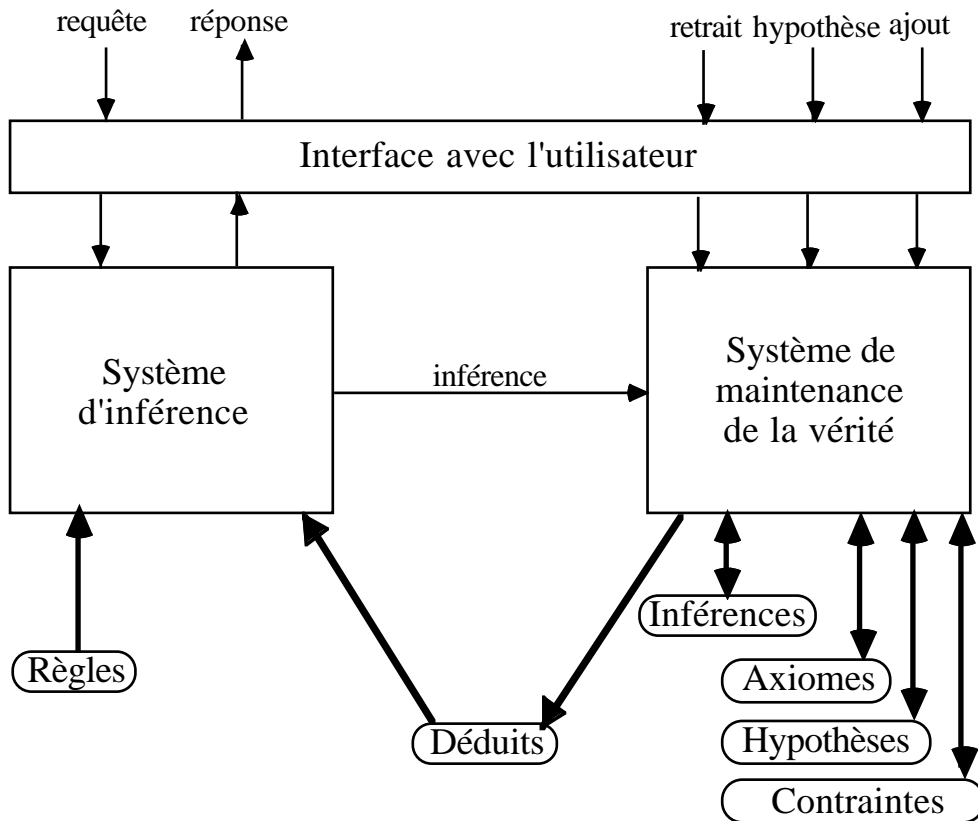 requête réponse retrait hypothèse ajout
Interface avec l'utilisateur
Système
d'inférence
inférence
Système de
maintenance
de la vérité
Inférences
Règles
Axiomes
Déduits
Hypothèses
Contraintes